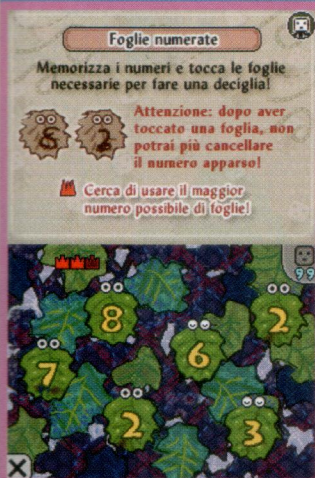 Foglie numerate
Memorizza i numeri e tocca le foglie
necessarie per fare una deciglia!
8 2
Attenzione: dopo aver
toccato una foglia, non
potrai più cancellare
il numero apparso!
Cerca di usare il maggior
numero possibile di foglie!
99
8
2
6
7
2
3
X